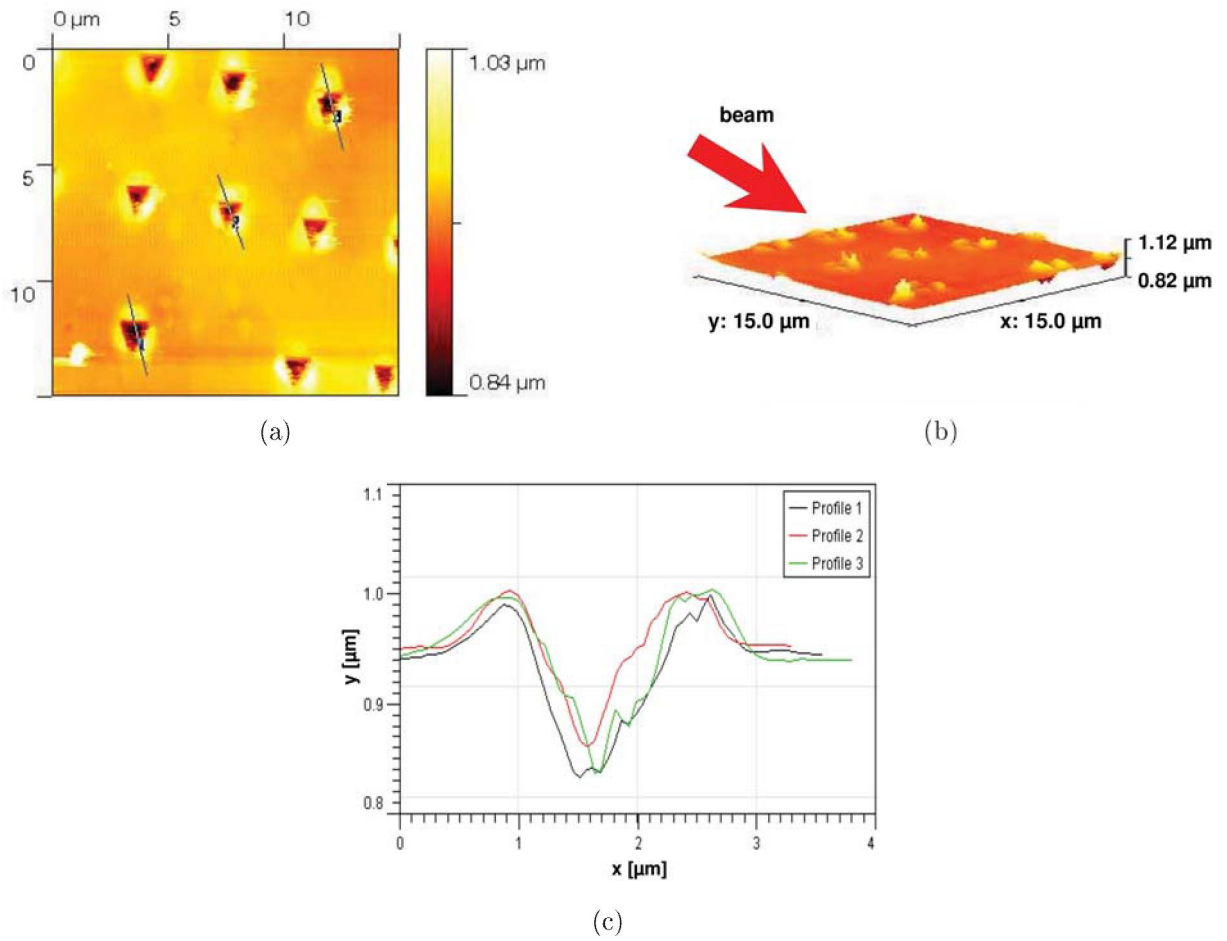 0 µm 5 10
0
5
10
1.03 µm
0.84 µm
(a)
beam
1.12 µm
0.82 µm
y: 15.0 µm
x: 15.0 µm
(b)
1.1
1.0
0.9
0.8
y [µm]
Profile 1
Profile 2
Profile 3
0 1 2 3 4
x [µm]
(c)